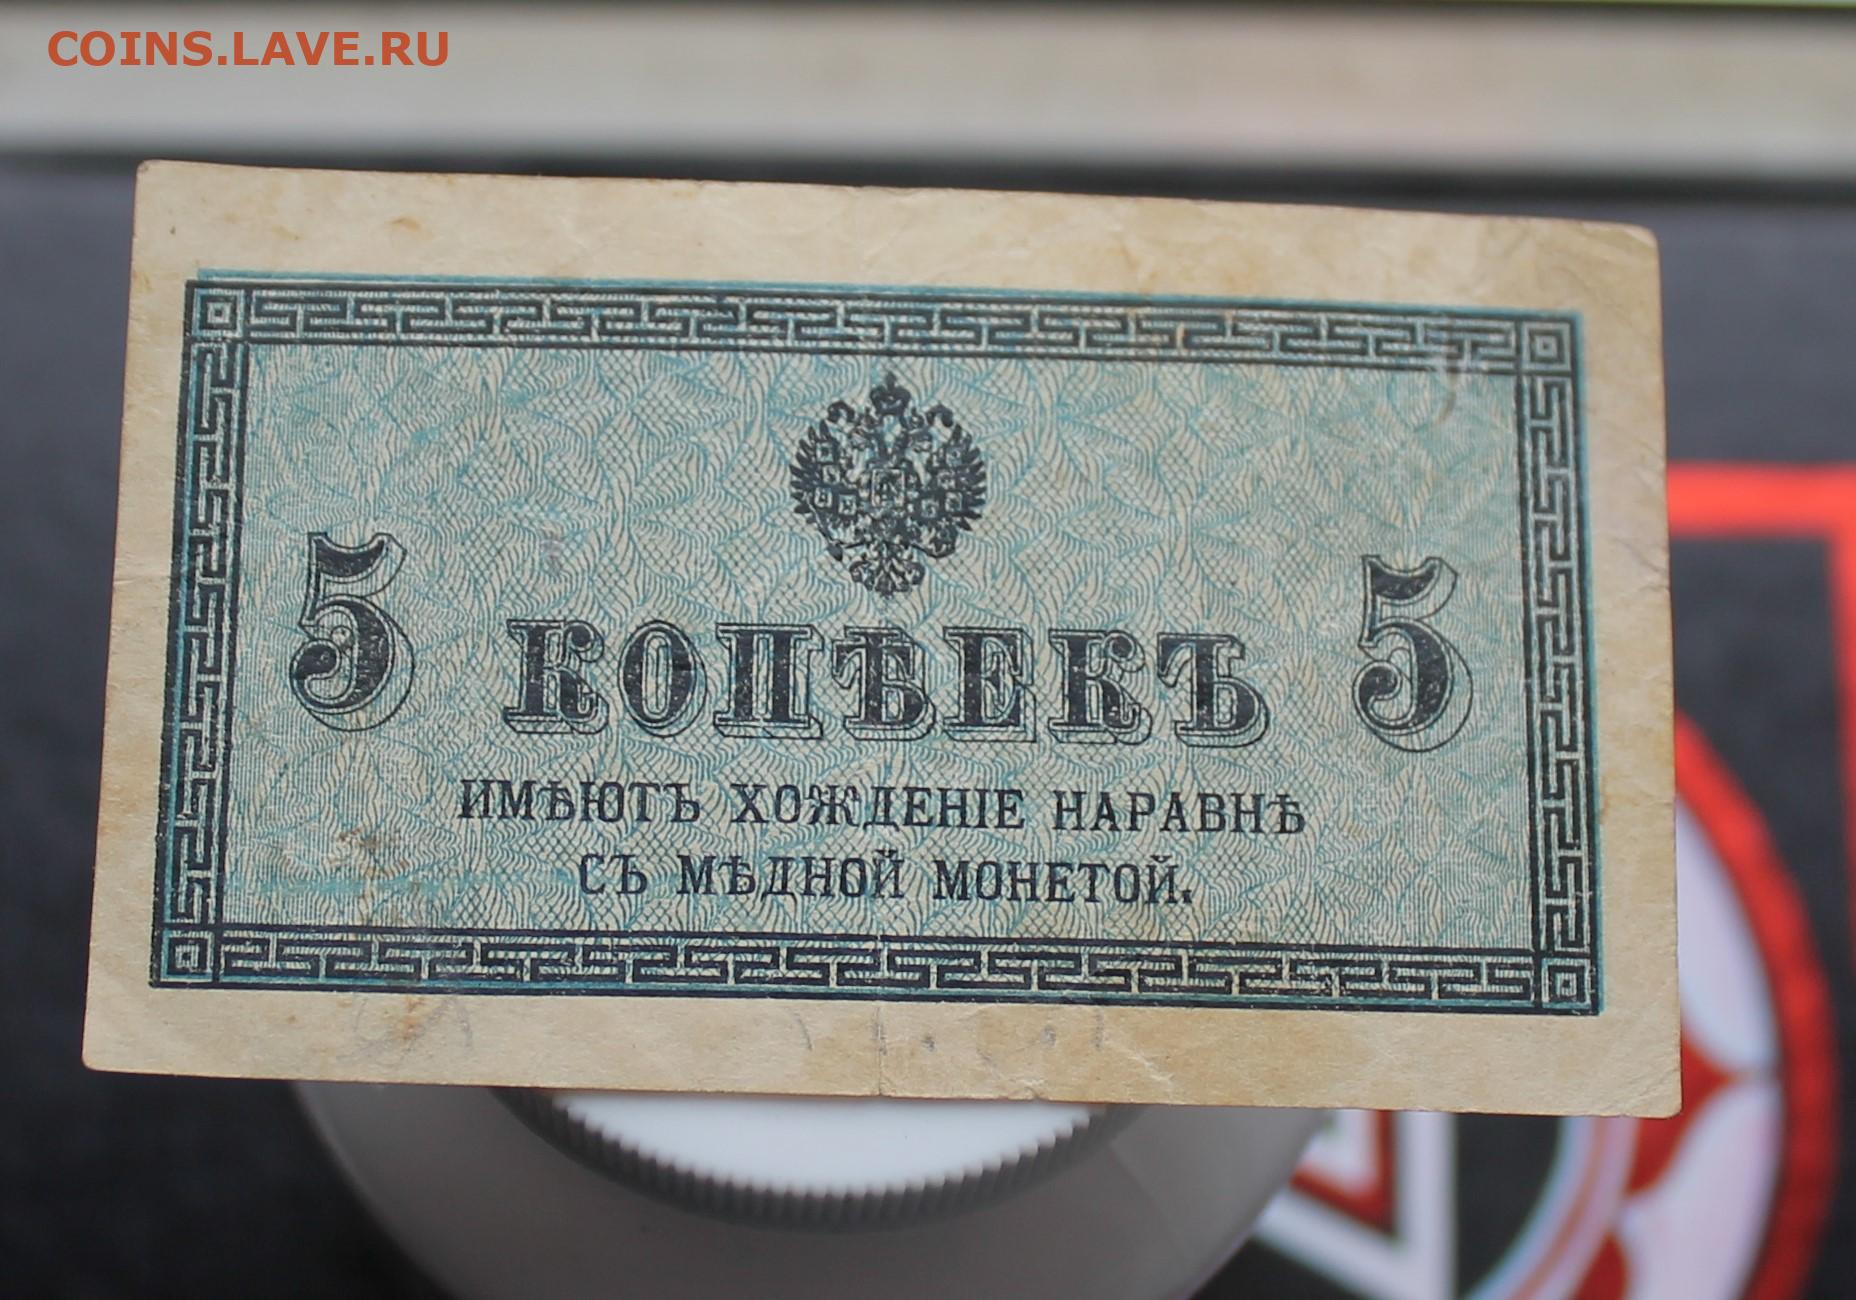 COINS.LAVE.RU
5 КОПѢЕКЪ 5
ИМѢЮТЪ ХОЖДЕНІЕ НАРАВНѢ
СЪ МѢДНОЙ МОНЕТОЙ.